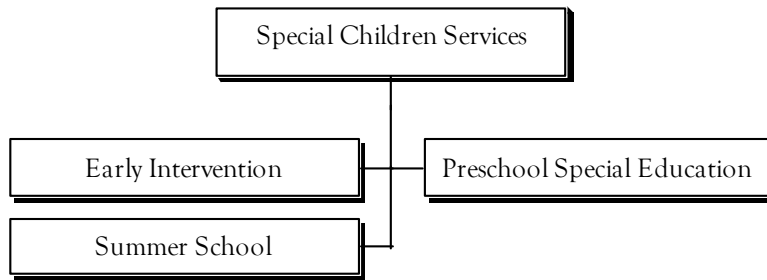 Special Children Services
Early Intervention
Preschool Special Education
Summer School